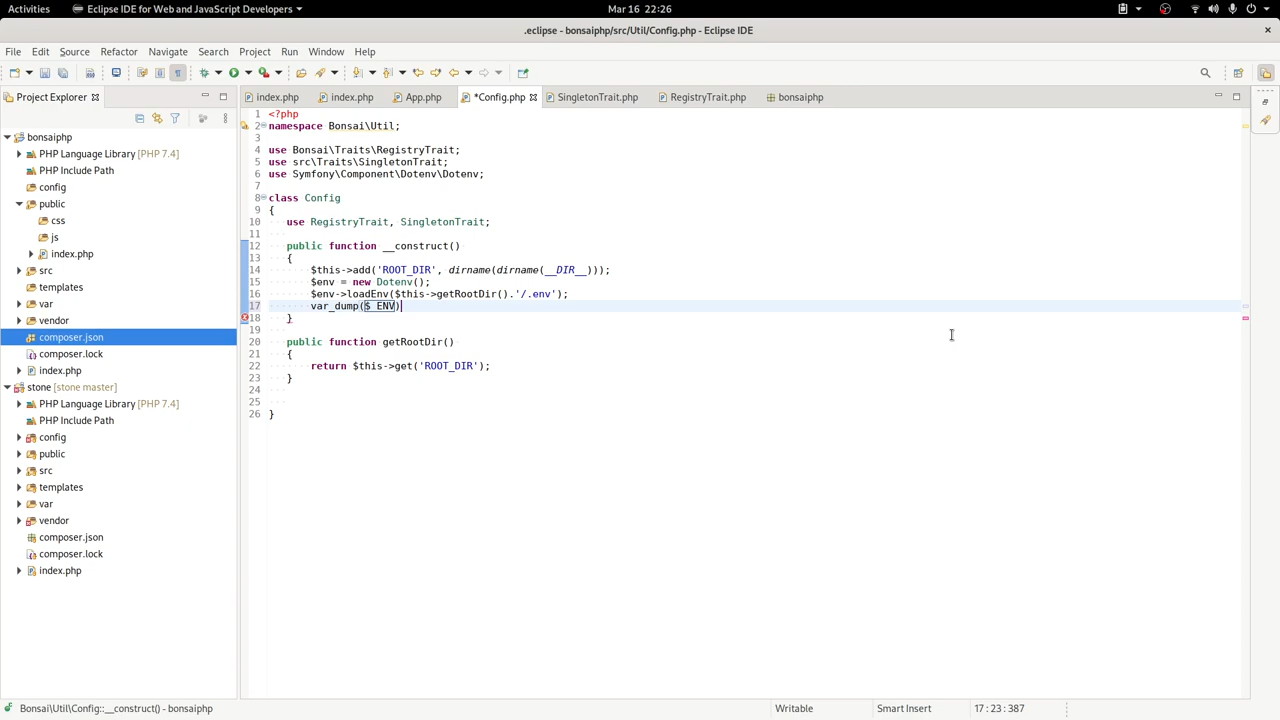 Activities
Eclipse IDE for Web and JavaScript Developers
Mar 16 22:26
.eclipse - bonsaiphp/src/Util/Config.php - Eclipse IDE
File Edit Source Refactor Navigate Search Project Run Window Help
Project Explorer
index.php
index.php
App.php
*Config.php
SingletonTrait.php
RegistryTrait.php
bonsaiphp
bonsaiphp
PHP Language Library [PHP 7.4]
PHP Include Path
config
public
css
js
index.php
src
templates
var
vendor
composer.json
composer.lock
index.php
stone [stone master]
PHP Language Library [PHP 7.4]
PHP Include Path
config
public
src
templates
var
vendor
composer.json
composer.lock
index.php
1 <?php
2 namespace Bonsai\Util;
3
4 use Bonsai\Traits\RegistryTrait;
5 use src\Traits\SingletonTrait;
6 use Symfony\Component\Dotenv\Dotenv;
7
8 class Config
9 {
10 use RegistryTrait, SingletonTrait;
11
12 public function __construct()
13 {
14 $this->add('ROOT_DIR', dirname(dirname(__DIR__)));
15 $env = new Dotenv();
16 $env->loadEnv($this->getRootDir().'/.env');
17 var_dump($_ENV)
18 }
19
20 public function getRootDir()
21 {
22 return $this->get('ROOT_DIR');
23 }
24
25
26 }
Bonsai\Util\Config::__construct() - bonsaiphp
Writable
Smart Insert
17 : 23 : 387